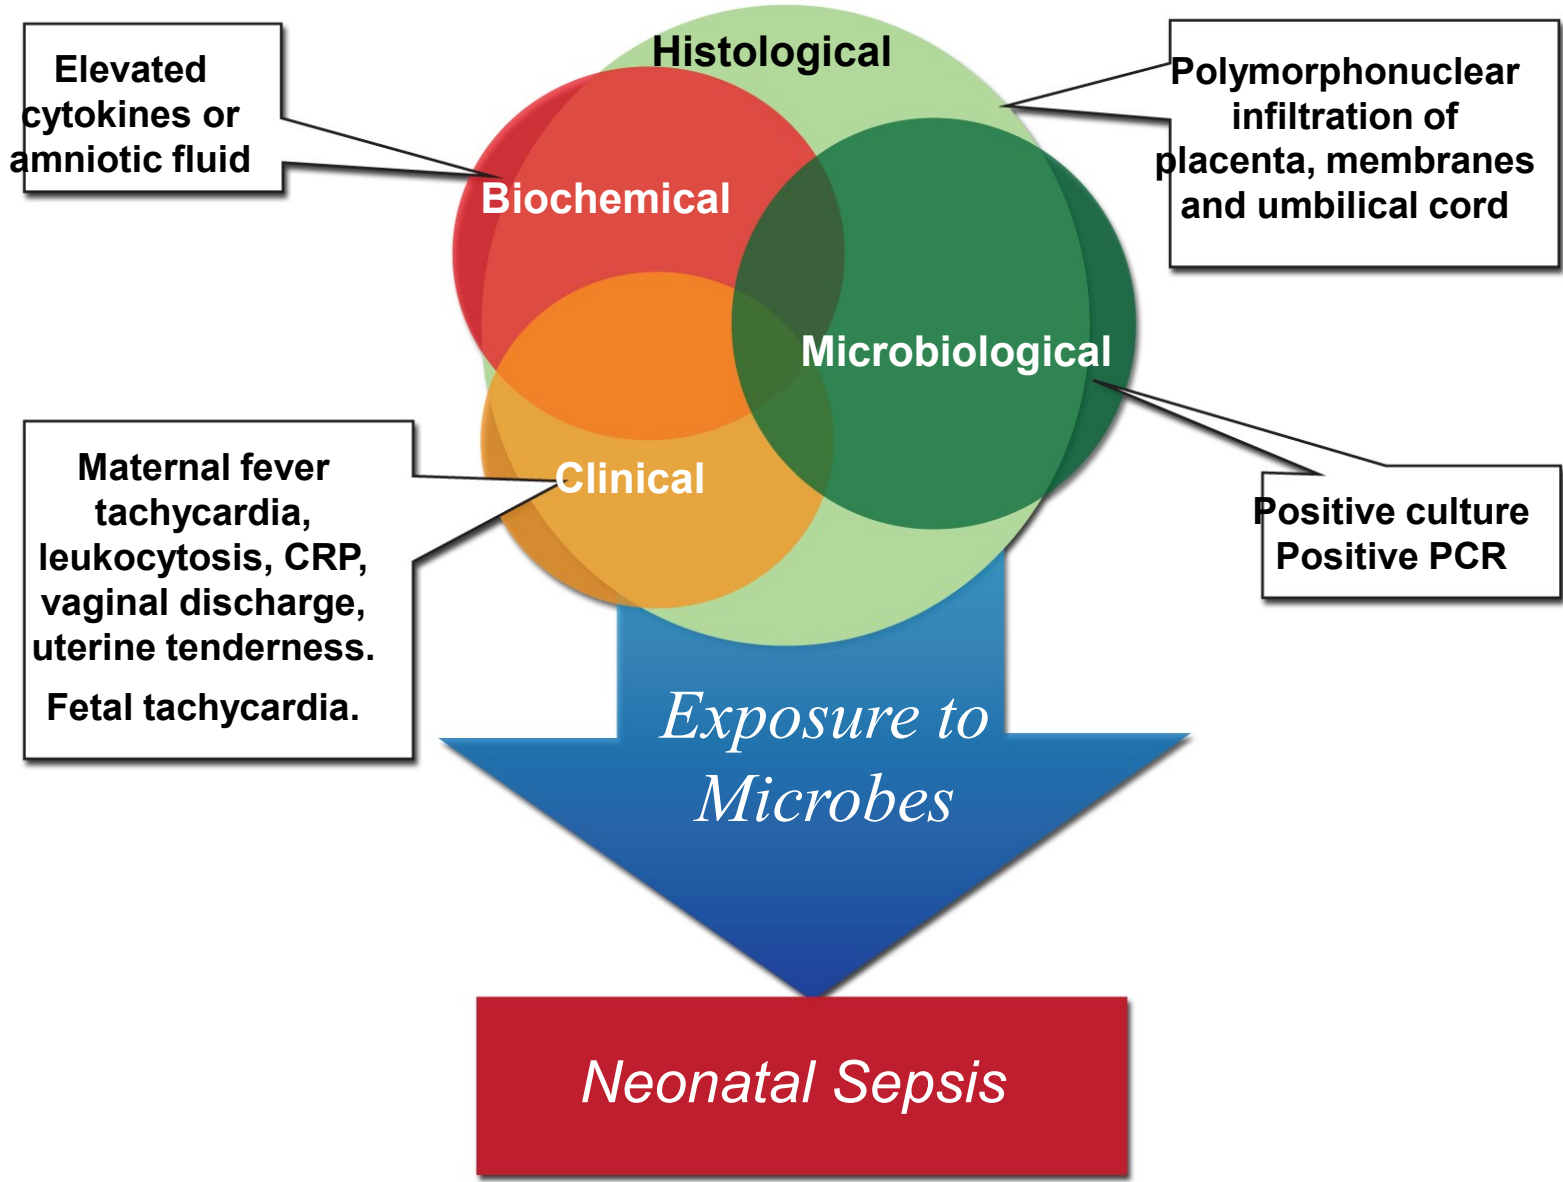 Histological
Elevated
cytokines or
amniotic fluid
Polymorphonuclear
infiltration of
placenta, membranes
and umbilical cord
Biochemical
Microbiological
Clinical
Maternal fever
tachycardia,
leukocytosis, CRP,
vaginal discharge,
uterine tenderness.
Fetal tachycardia.
Positive culture
Positive PCR
Exposure to
Microbes
Neonatal Sepsis